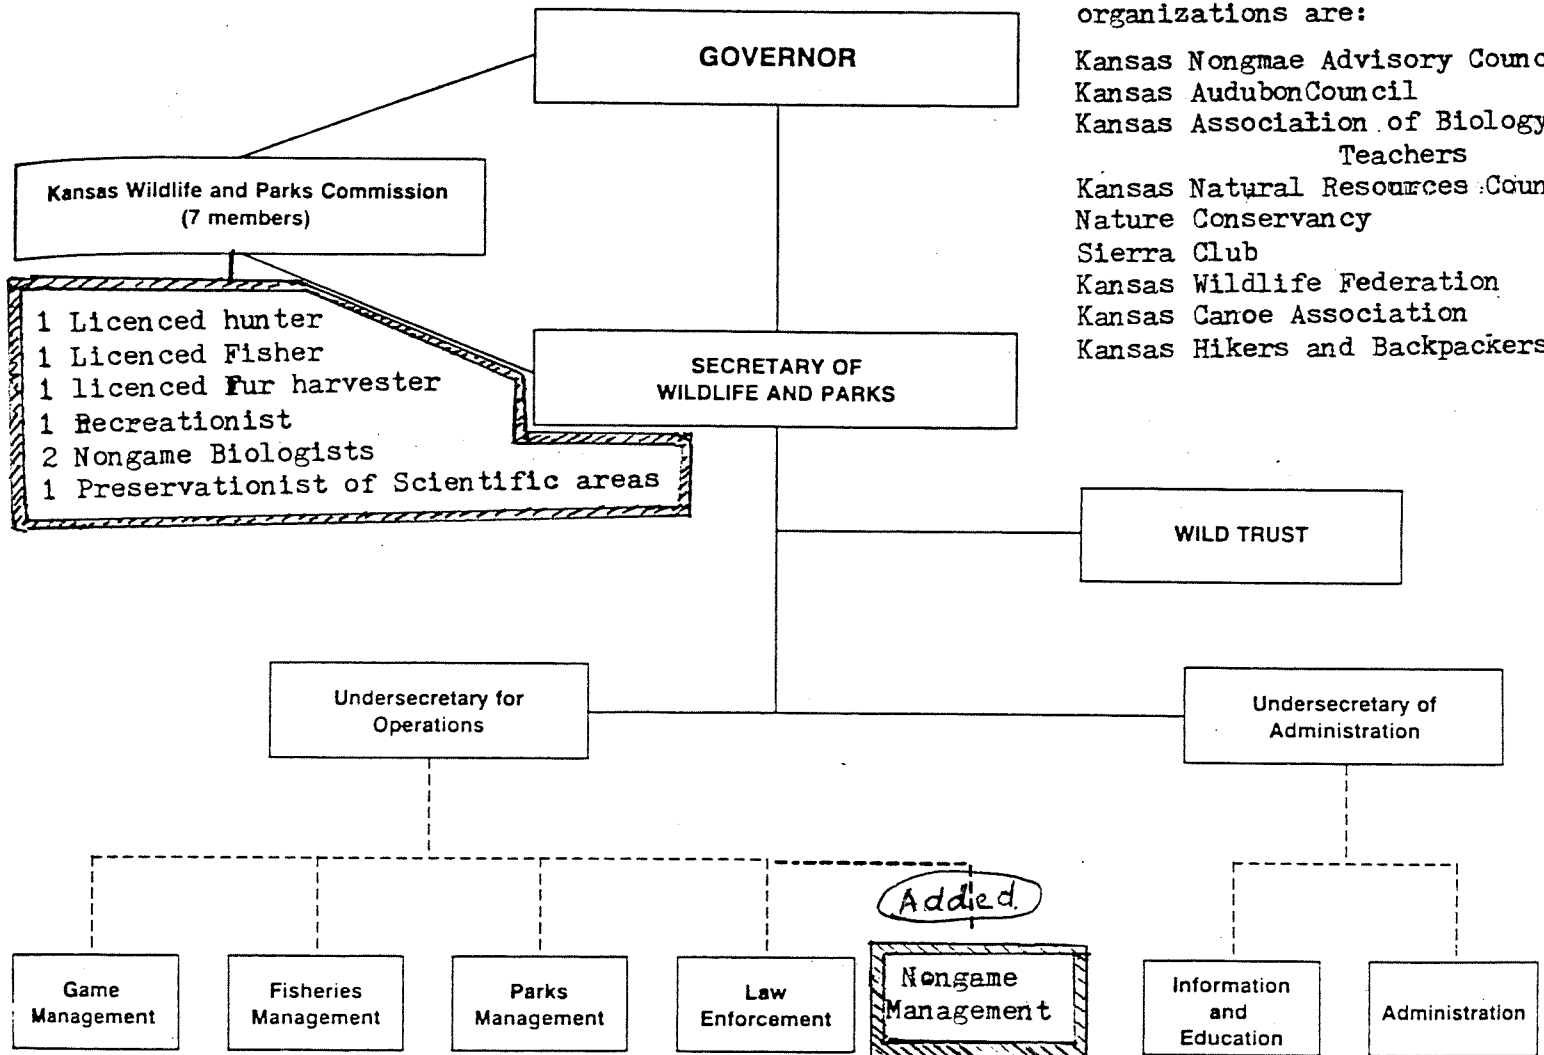 organizations are:
Kansas Nongmae Advisory Counc
Kansas AudubonCouncil
Kansas Association of Biology
Teachers
Kansas Natural Resources Coun
Nature Conservancy
Sierra Club
Kansas Wildlife Federation
Kansas Canoe Association
Kansas Hikers and Backpackers
GOVERNOR
Kansas Wildlife and Parks Commission
(7 members)
1 Licenced hunter
1 Licenced Fisher
1 licenced Fur harvester
1 Recreationist
2 Nongame Biologists
1 Preservationist of Scientific areas
SECRETARY OF
WILDLIFE AND PARKS
WILD TRUST
Undersecretary for
Operations
Undersecretary of
Administration
Added
Game
Management
Fisheries
Management
Parks
Management
Law
Enforcement
Nongame
Management
Information
and
Education
Administration